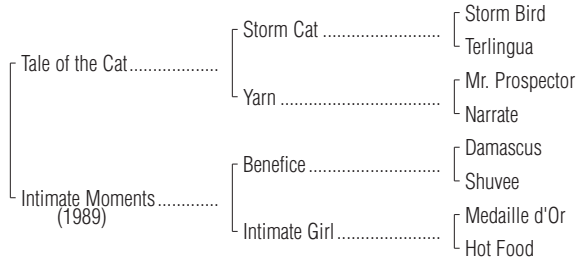 Storm Bird
Storm Cat ........................
Terlingua
Tale of the Cat..................
Mr. Prospector
Yarn ................................
Narrate
Damascus
Benefice...........................
Shuvee
Intimate Moments............
(1989)
Medaille d'Or
Intimate Girl.....................
Hot Food